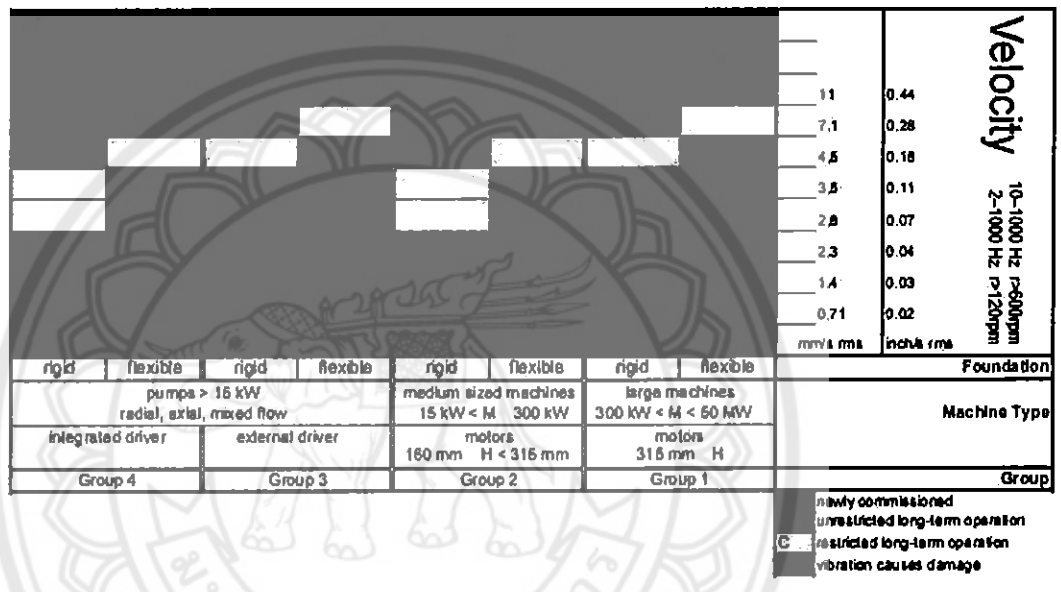 11 0.44
7,1 0.28
4,5 0.18
3,5 0.11
2,8 0.07
2,3 0.04
1,4 0.03
0,71 0.02
mm/s rms inch/s rms
Velocity
10-1000 Hz r>600rpm
2-1000 Hz r>120rpm
rigid flexible rigid flexible rigid flexible rigid flexible Foundation
pumps > 15 kW medium sized machines large machines
radial, axial, mixed flow 15 kW < M 300 kW 300 kW < M < 50 MW Machine Type
integrated driver external driver motors motors
160 mm H < 315 mm 315 mm H
Group 4 Group 3 Group 2 Group 1 Group
newly commissioned
unrestricted long-term operation
C restricted long-term operation
vibration causes damage